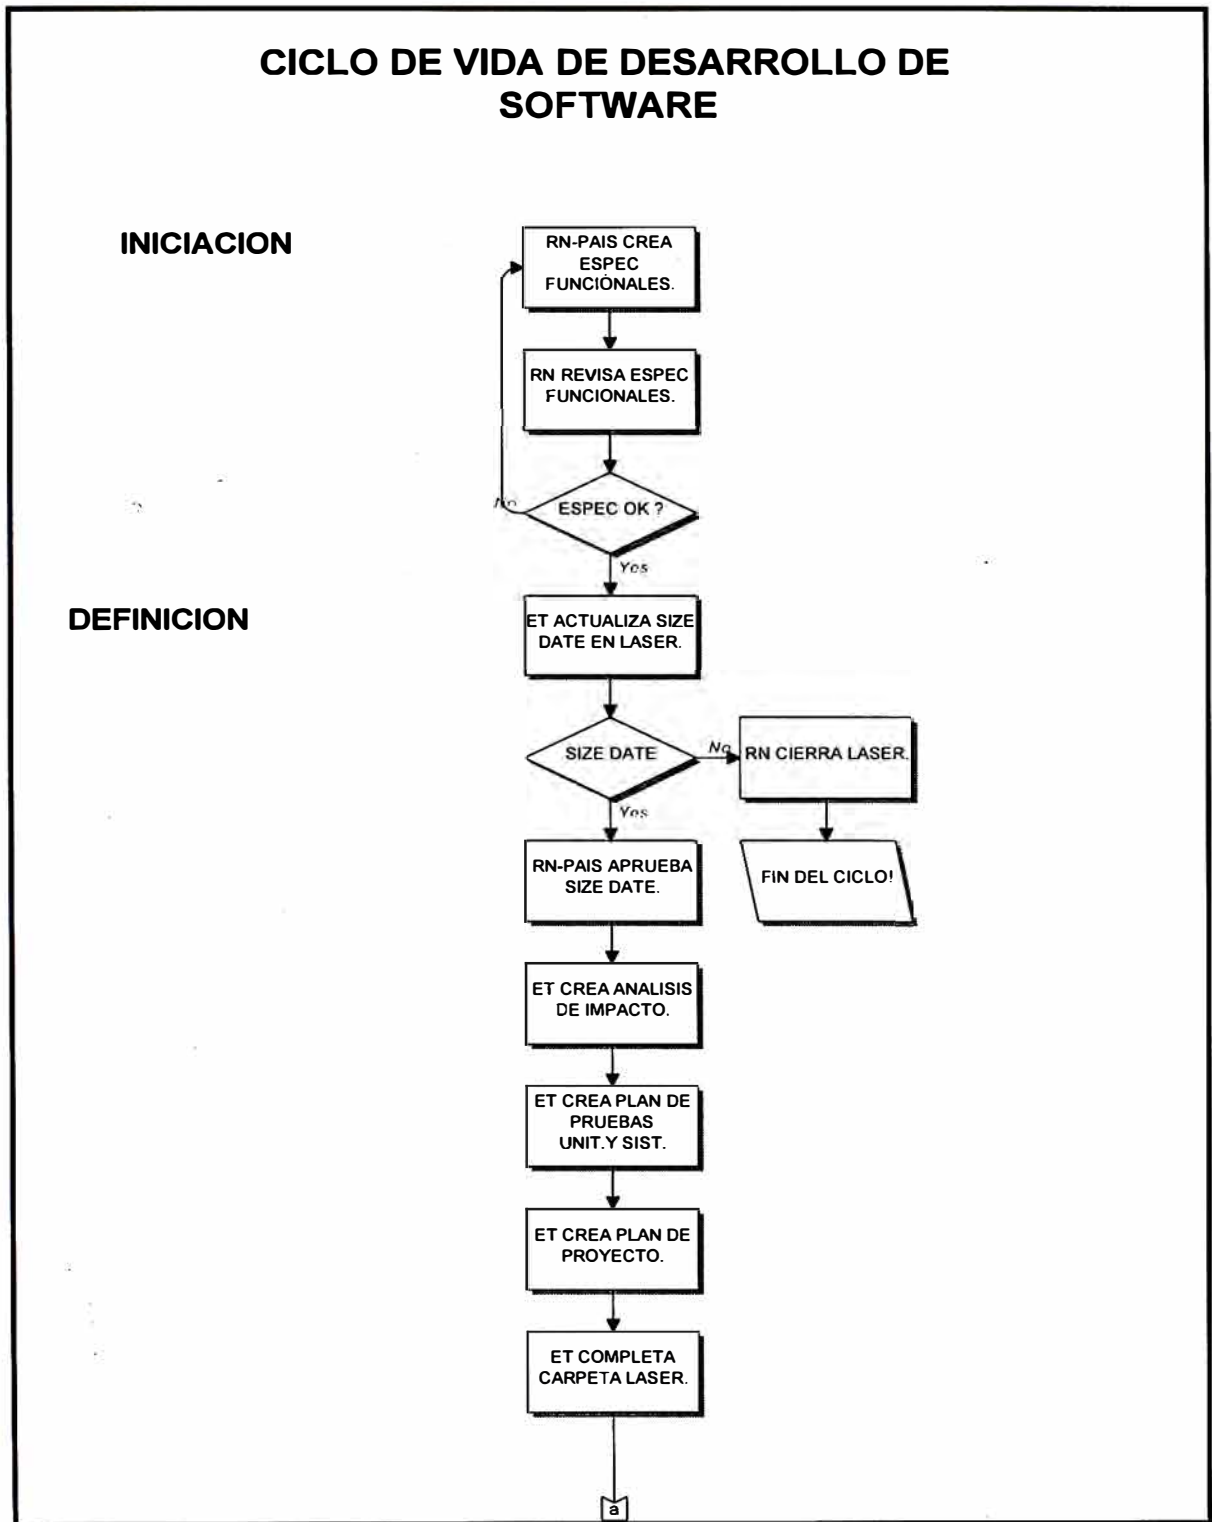 CICLO DE VIDA DE DESARROLLO DE
SOFTWARE
INICIACION
RN-PAIS CREA
ESPEC
FUNCIONALES.
RN REVISA ESPEC
FUNCIONALES.
ESPEC OK ?
No
Yes
DEFINICION
ET ACTUALIZA SIZE
DATE EN LASER.
SIZE DATE
No
RN CIERRA LASER.
Yes
RN-PAIS APRUEBA
SIZE DATE.
FIN DEL CICLO!
ET CREA ANALISIS
DE IMPACTO.
ET CREA PLAN DE
PRUEBAS
UNIT.Y SIST.
ET CREA PLAN DE
PROYECTO.
ET COMPLETA
CARPETA LASER.
a